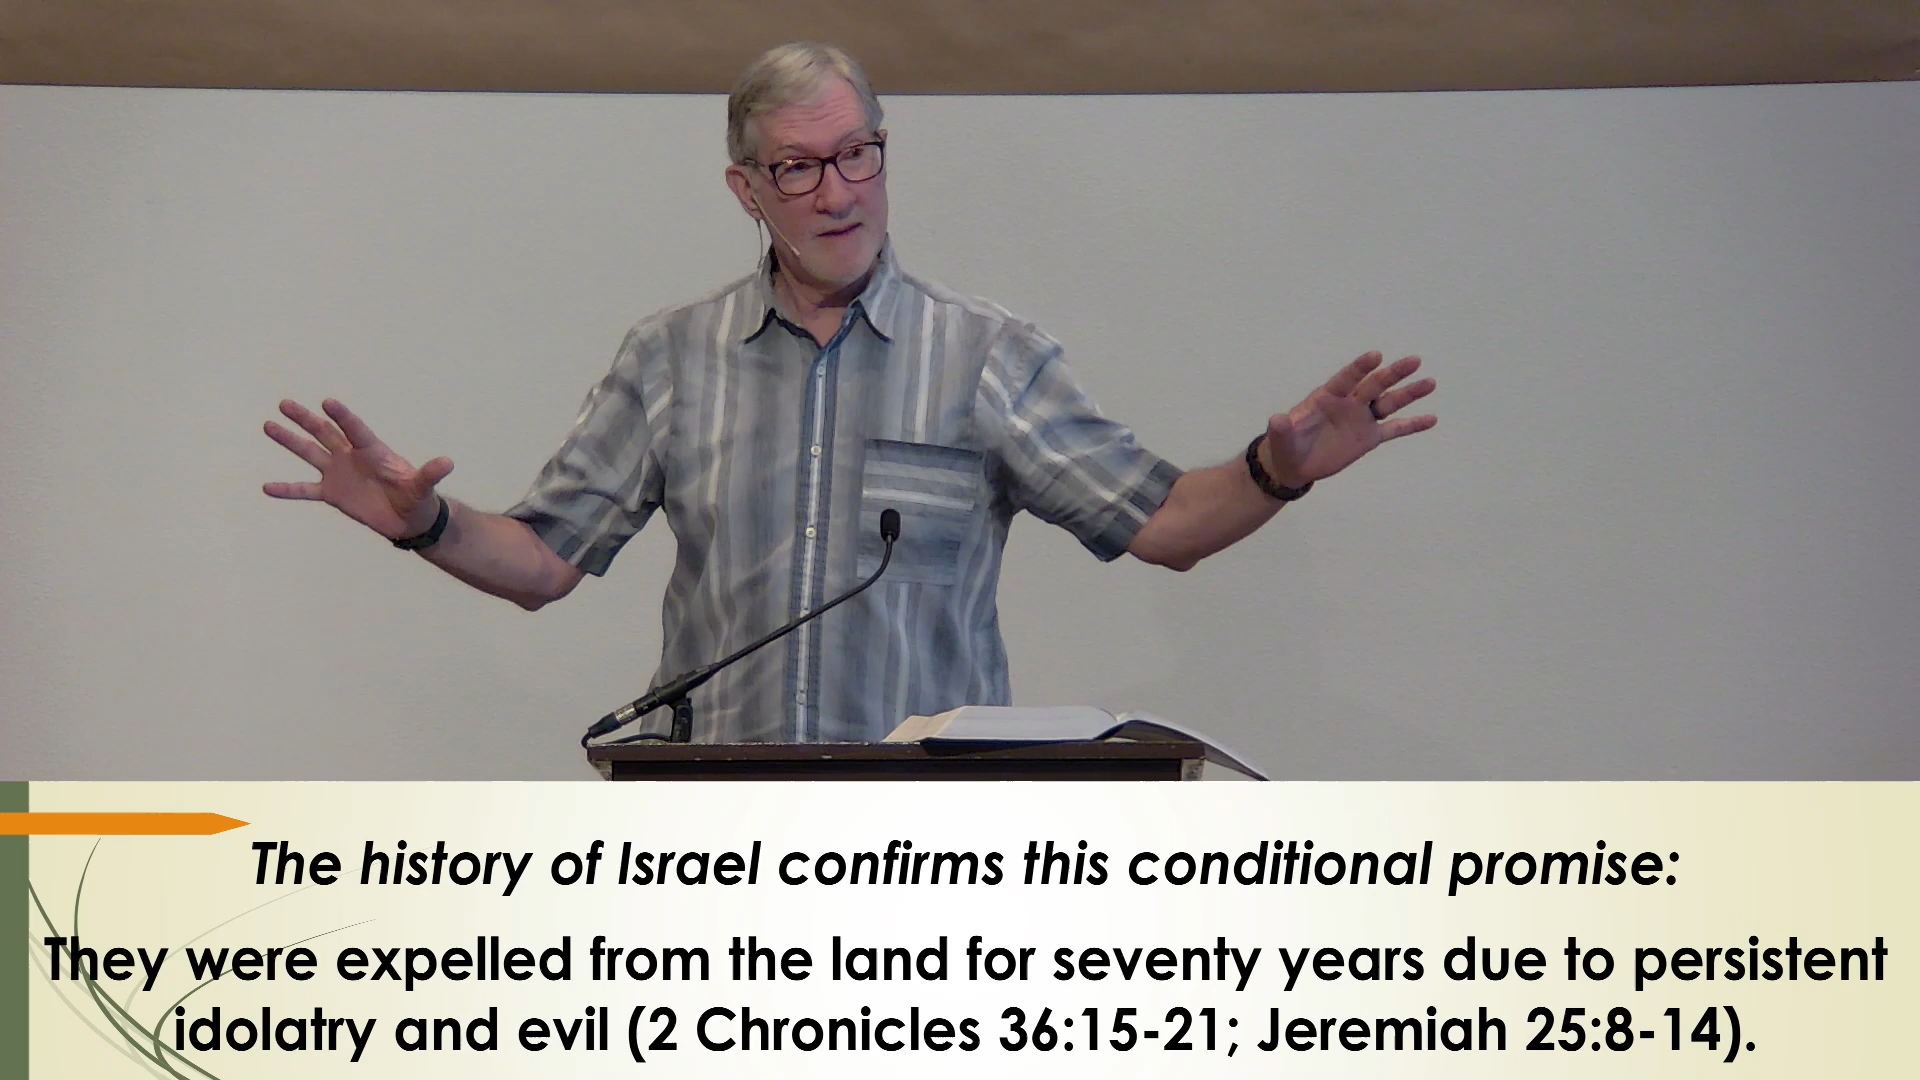 The history of Israel confirms this conditional promise:
They were expelled from the land for seventy years due to persistent
idolatry and evil (2 Chronicles 36:15-21; Jeremiah 25:8-14).